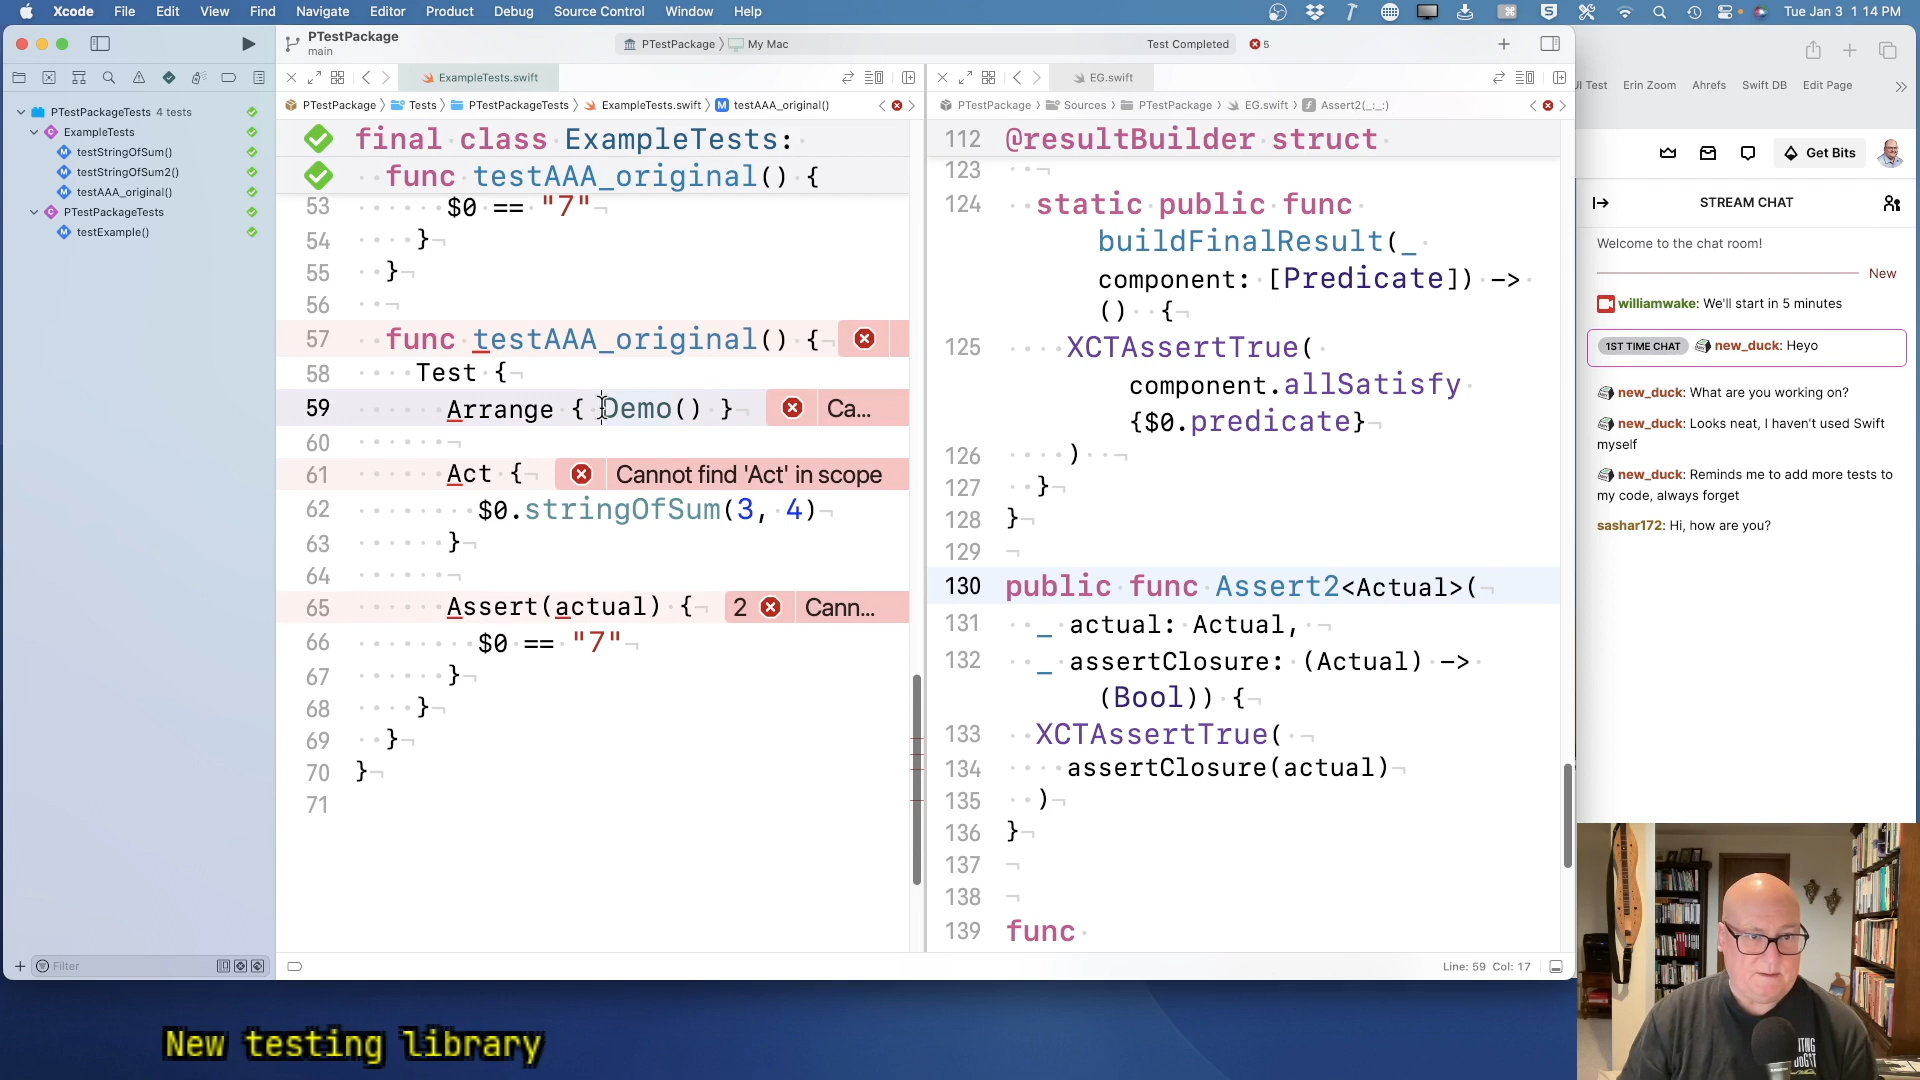 Xcode File Edit View Find Navigate Editor Product Debug Source Control Window Help Tue Jan 3 1:14 PM
PTestPackage
main
PTestPackage 〉 My Mac
Test Completed 5
ExampleTests.swift
EG.swift
PTestPackage 〉 Tests 〉 PTestPackageTests 〉 ExampleTests.swift 〉 M testAAA_original()
PTestPackage 〉 Sources 〉 PTestPackage 〉 EG.swift 〉 Assert2(_:_:)
PTestPackageTests 4 tests
ExampleTests
testStringOfSum()
testStringOfSum2()
testAAA_original()
PTestPackageTests
testExample()
Filter
final class ExampleTests:
func testAAA_original() {
53 $0 == "7"
54 }
55 }
56
57 func testAAA_original() {
58 Test {
59 Arrange { Demo() } Ca...
60
61 Act { Cannot find 'Act' in scope
62 $0.stringOfSum(3, 4)
63 }
64
65 Assert(actual) { 2 Cann...
66 $0 == "7"
67 }
68 }
69 }
70 }
71
112 @resultBuilder struct
123
124 static public func
buildFinalResult(_
component: [Predicate]) ->
() {
125 XCTAssertTrue(
component.allSatisfy
{$0.predicate}
126 )
127 }
128 }
129
130 public func Assert2<Actual>(
131 _ actual: Actual,
132 _ assertClosure: (Actual) ->
(Bool)) {
133 XCTAssertTrue(
134 assertClosure(actual)
135 )
136 }
137
138
139 func
Line: 59 Col: 17
UI Test Erin Zoom Ahrefs Swift DB Edit Page
Get Bits
STREAM CHAT
Welcome to the chat room!
New
williamwake: We'll start in 5 minutes
1ST TIME CHAT new_duck: Heyo
new_duck: What are you working on?
new_duck: Looks neat, I haven't used Swift
myself
new_duck: Reminds me to add more tests to
my code, always forget
sashar172: Hi, how are you?
New testing library